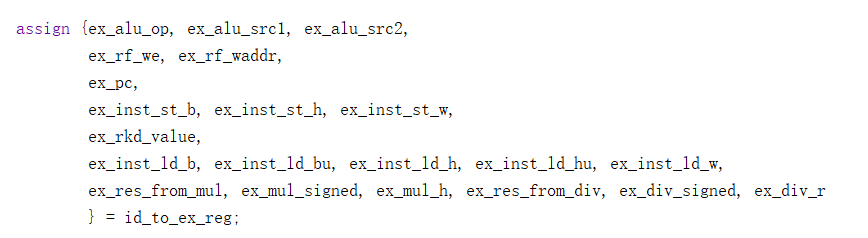 assign {ex_alu_op, ex_alu_src1, ex_alu_src2,
ex_rf_we, ex_rf_waddr,
ex_pc,
ex_inst_st_b, ex_inst_st_h, ex_inst_st_w,
ex_rkd_value,
ex_inst_ld_b, ex_inst_ld_bu, ex_inst_ld_h, ex_inst_ld_hu, ex_inst_ld_w,
ex_res_from_mul, ex_mul_signed, ex_mul_h, ex_res_from_div, ex_div_signed, ex_div_r
} = id_to_ex_reg;